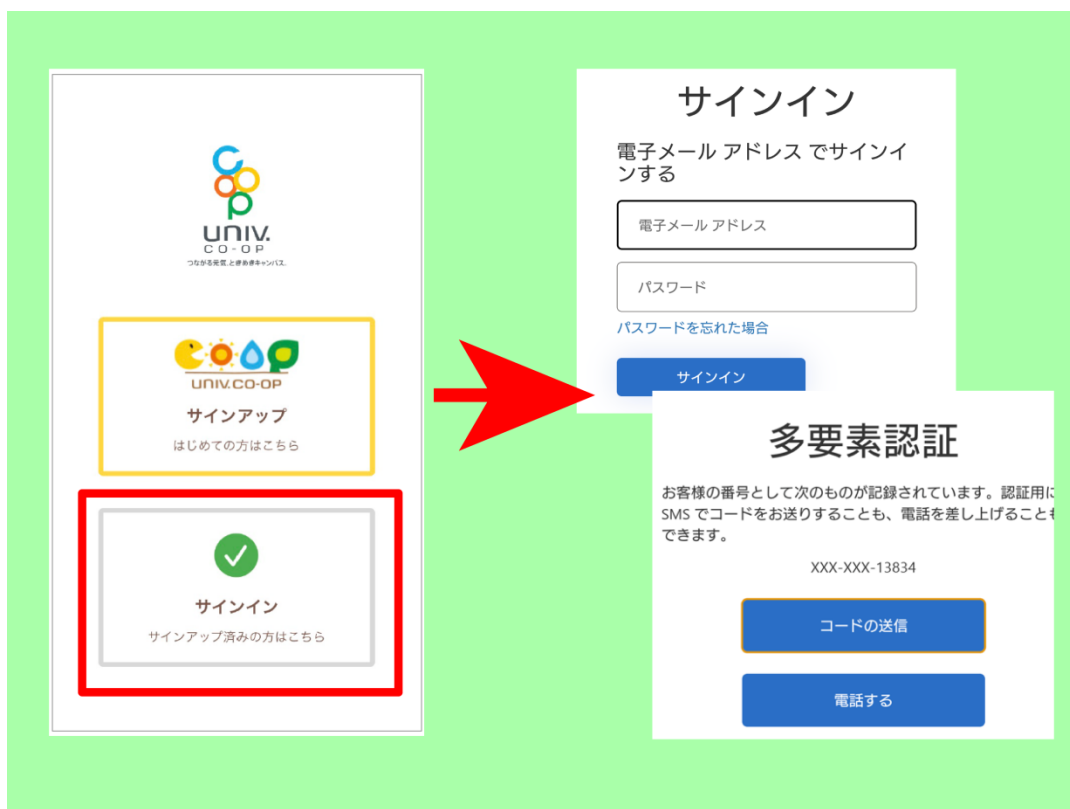 coop
UNIV.
CO-OP
つながる元気、ときめきキャンパス。
UNIV.CO-OP
サインアップ
はじめての方はこちら
サインイン
サインアップ済みの方はこちら
サインイン
電子メール アドレス でサインイ
ンする
電子メール アドレス
パスワード
パスワードを忘れた場合
サインイン
多要素認証
お客様の番号として次のものが記録されています。認証用に
SMS でコードをお送りすることも、電話を差し上げることも
できます。
XXX-XXX-13834
コードの送信
電話する